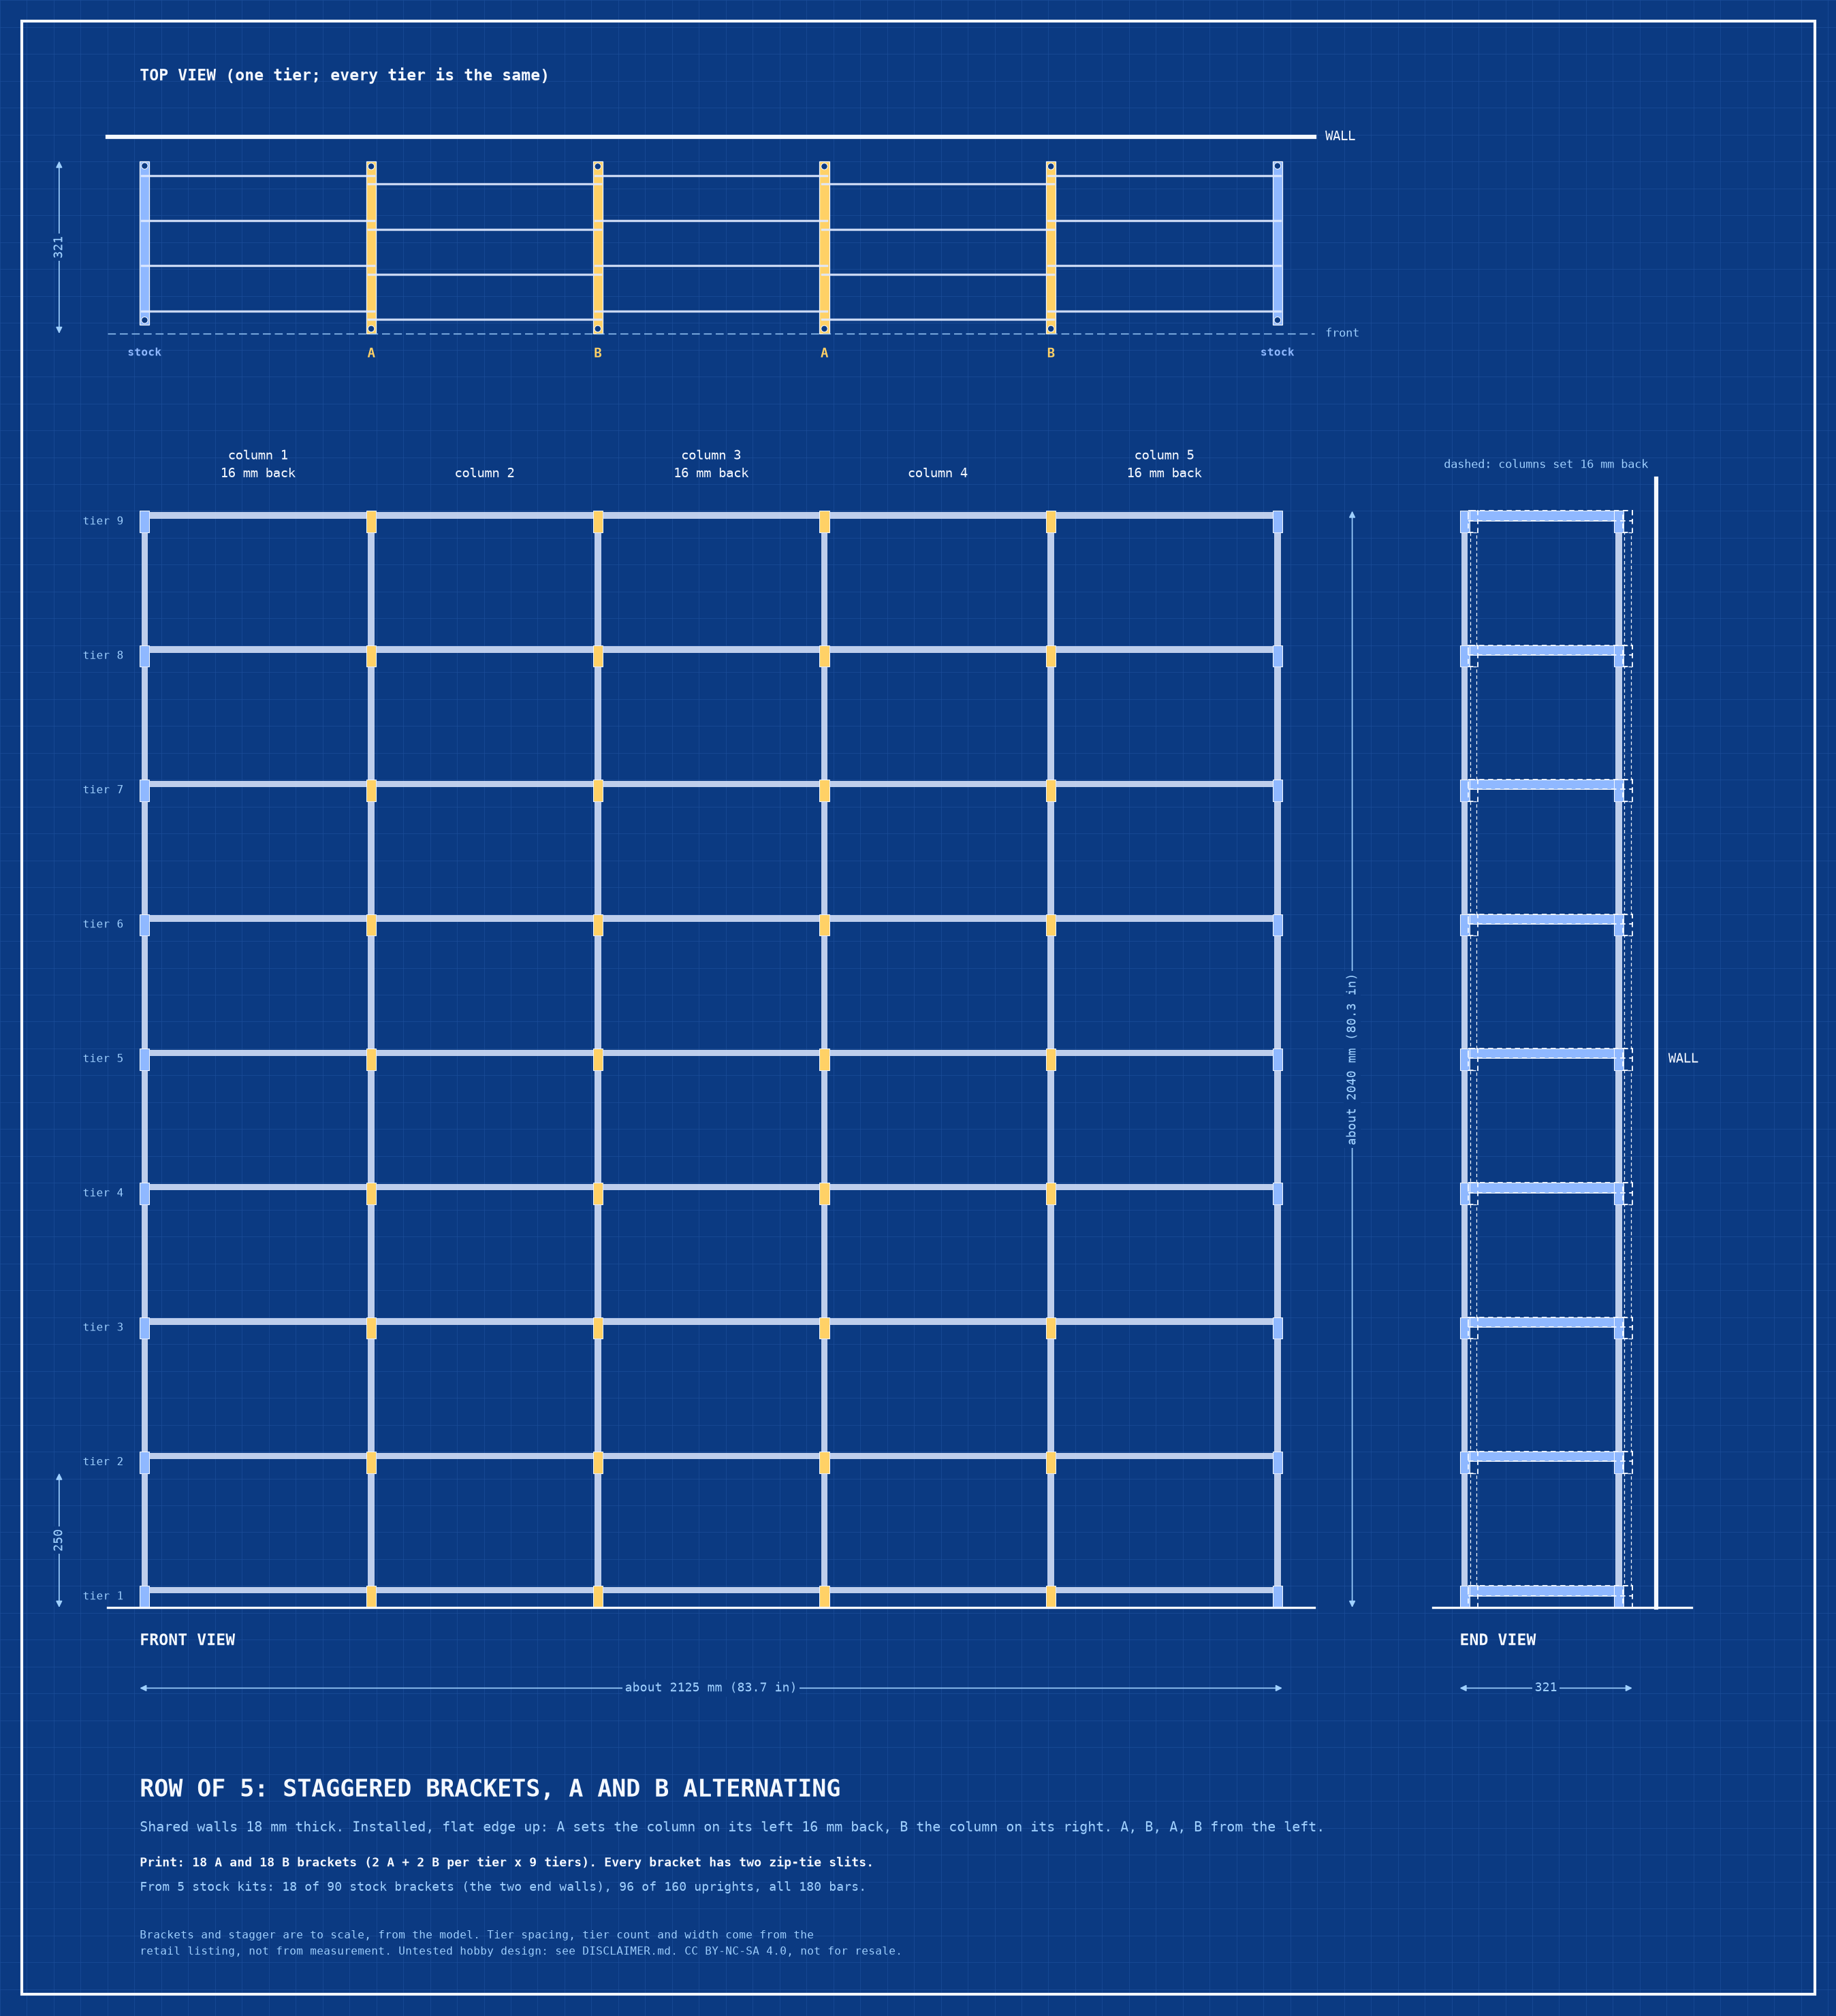 TOP VIEW (one tier; every tier is the same)
WALL
321
front
stock
A
B
A
B
stock
column 1
16 mm back
column 2
column 3
16 mm back
column 4
column 5
16 mm back
dashed: columns set 16 mm back
tier 9
tier 8
tier 7
tier 6
tier 5
tier 4
tier 3
tier 2
tier 1
250
about 2040 mm (80.3 in)
WALL
FRONT VIEW
END VIEW
about 2125 mm (83.7 in)
321
ROW OF 5: STAGGERED BRACKETS, A AND B ALTERNATING
Shared walls 18 mm thick. Installed, flat edge up: A sets the column on its left 16 mm back, B the column on its right. A, B, A, B from the left.
Print: 18 A and 18 B brackets (2 A + 2 B per tier x 9 tiers). Every bracket has two zip-tie slits.
From 5 stock kits: 18 of 90 stock brackets (the two end walls), 96 of 160 uprights, all 180 bars.
Brackets and stagger are to scale, from the model. Tier spacing, tier count and width come from the
retail listing, not from measurement. Untested hobby design: see DISCLAIMER.md. CC BY-NC-SA 4.0, not for resale.